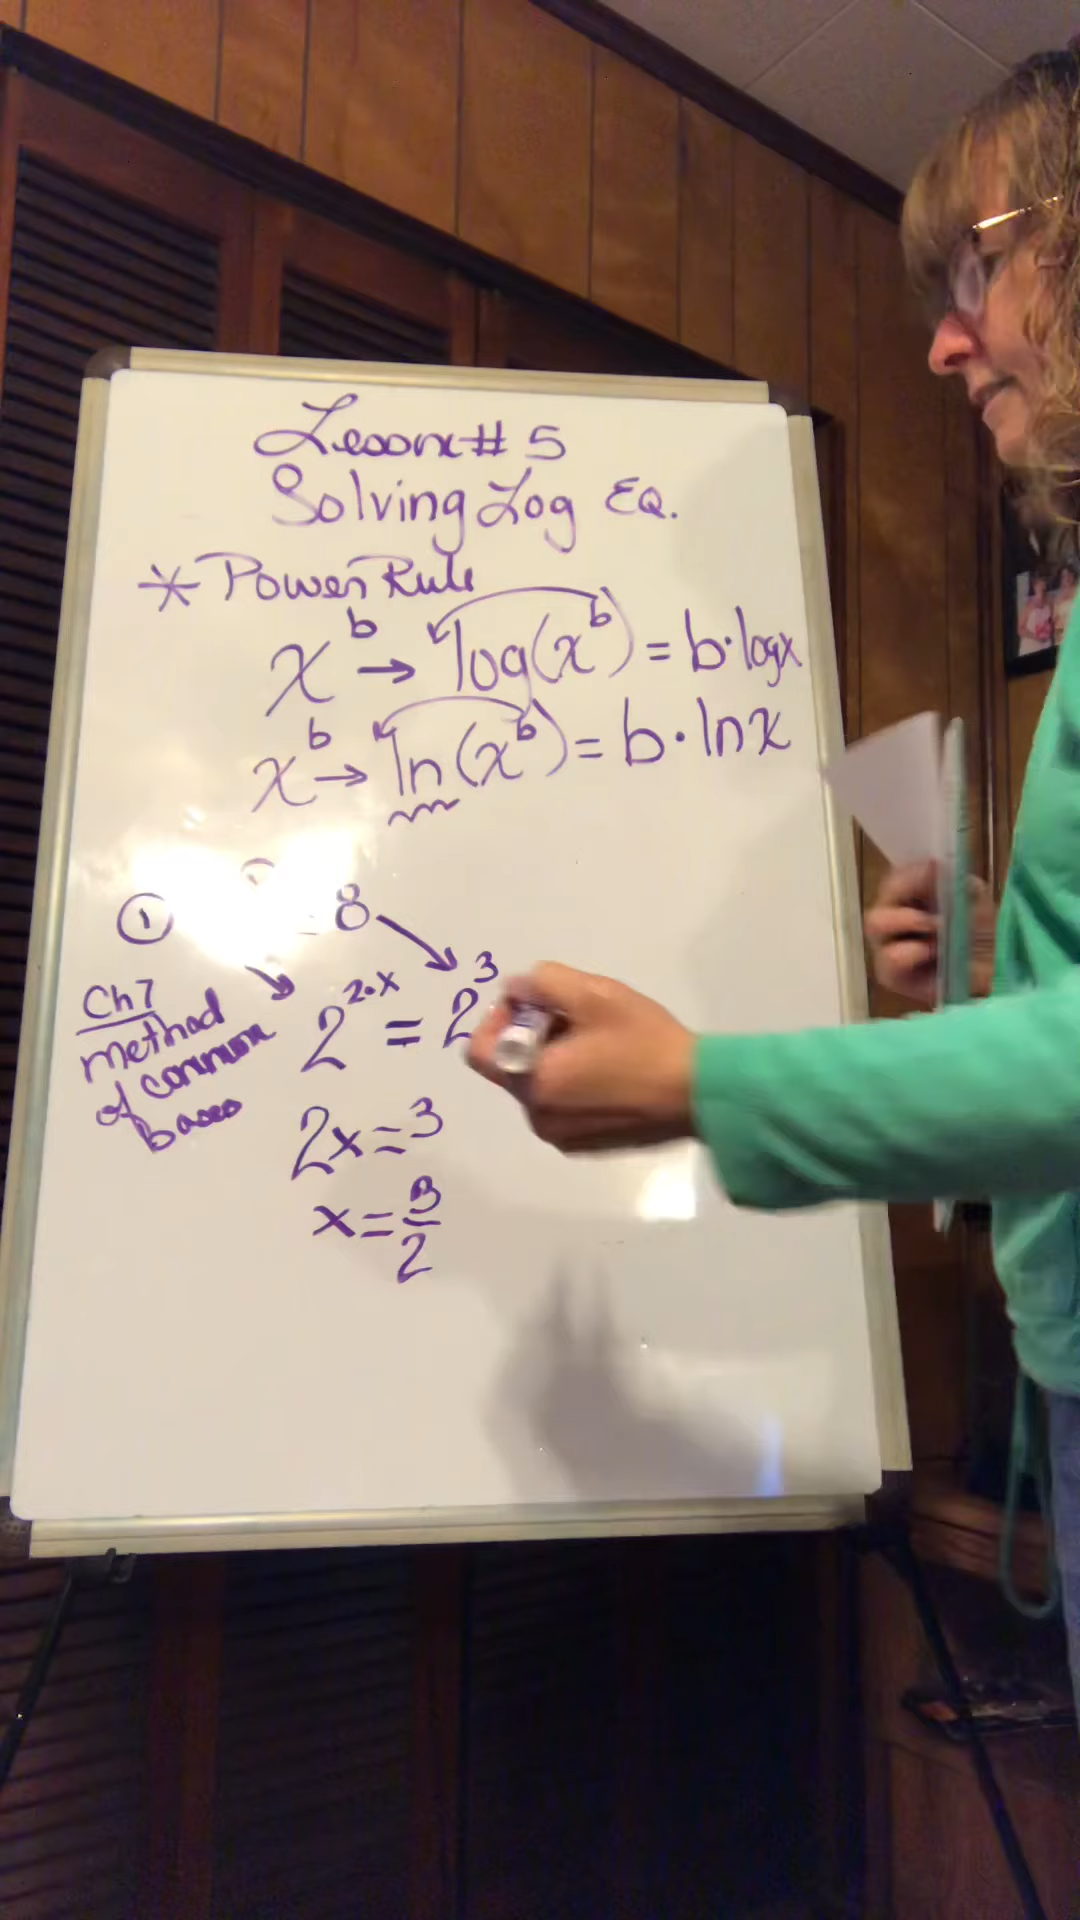 Lesson # 5
Solving Log EQ.
* Power Rule
x^b → log(x^b) = b·logx
x^b → ln(x^b) = b·lnx
① 8
Ch7
method
of common
bases
2^2·x = 2^3
2x = 3
x = 3/2